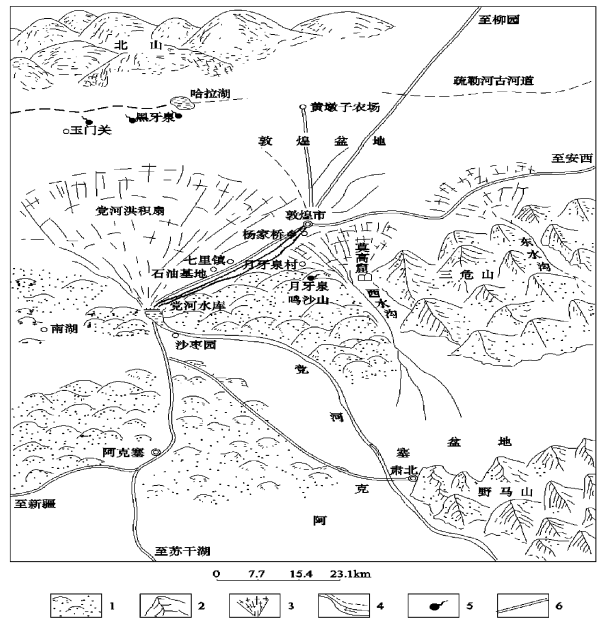 至柳园
北山
疏勒河古河道
哈拉湖
黄墩子农场
黑牙泉
玉门关
敦煌盆地
至安西
党河洪积扇
敦煌市
杨家桥乡
莫高窟
东水沟
七里镇
月牙泉村
三危山
石油基地
月牙泉
鸣沙山
西水沟
党河水库
南湖
沙枣园
党河
阿克塞盆地
阿克塞
肃北
野马山
至新疆
至苏干湖
0 7.7 15.4 23.1km
1 2 3 4 5 6